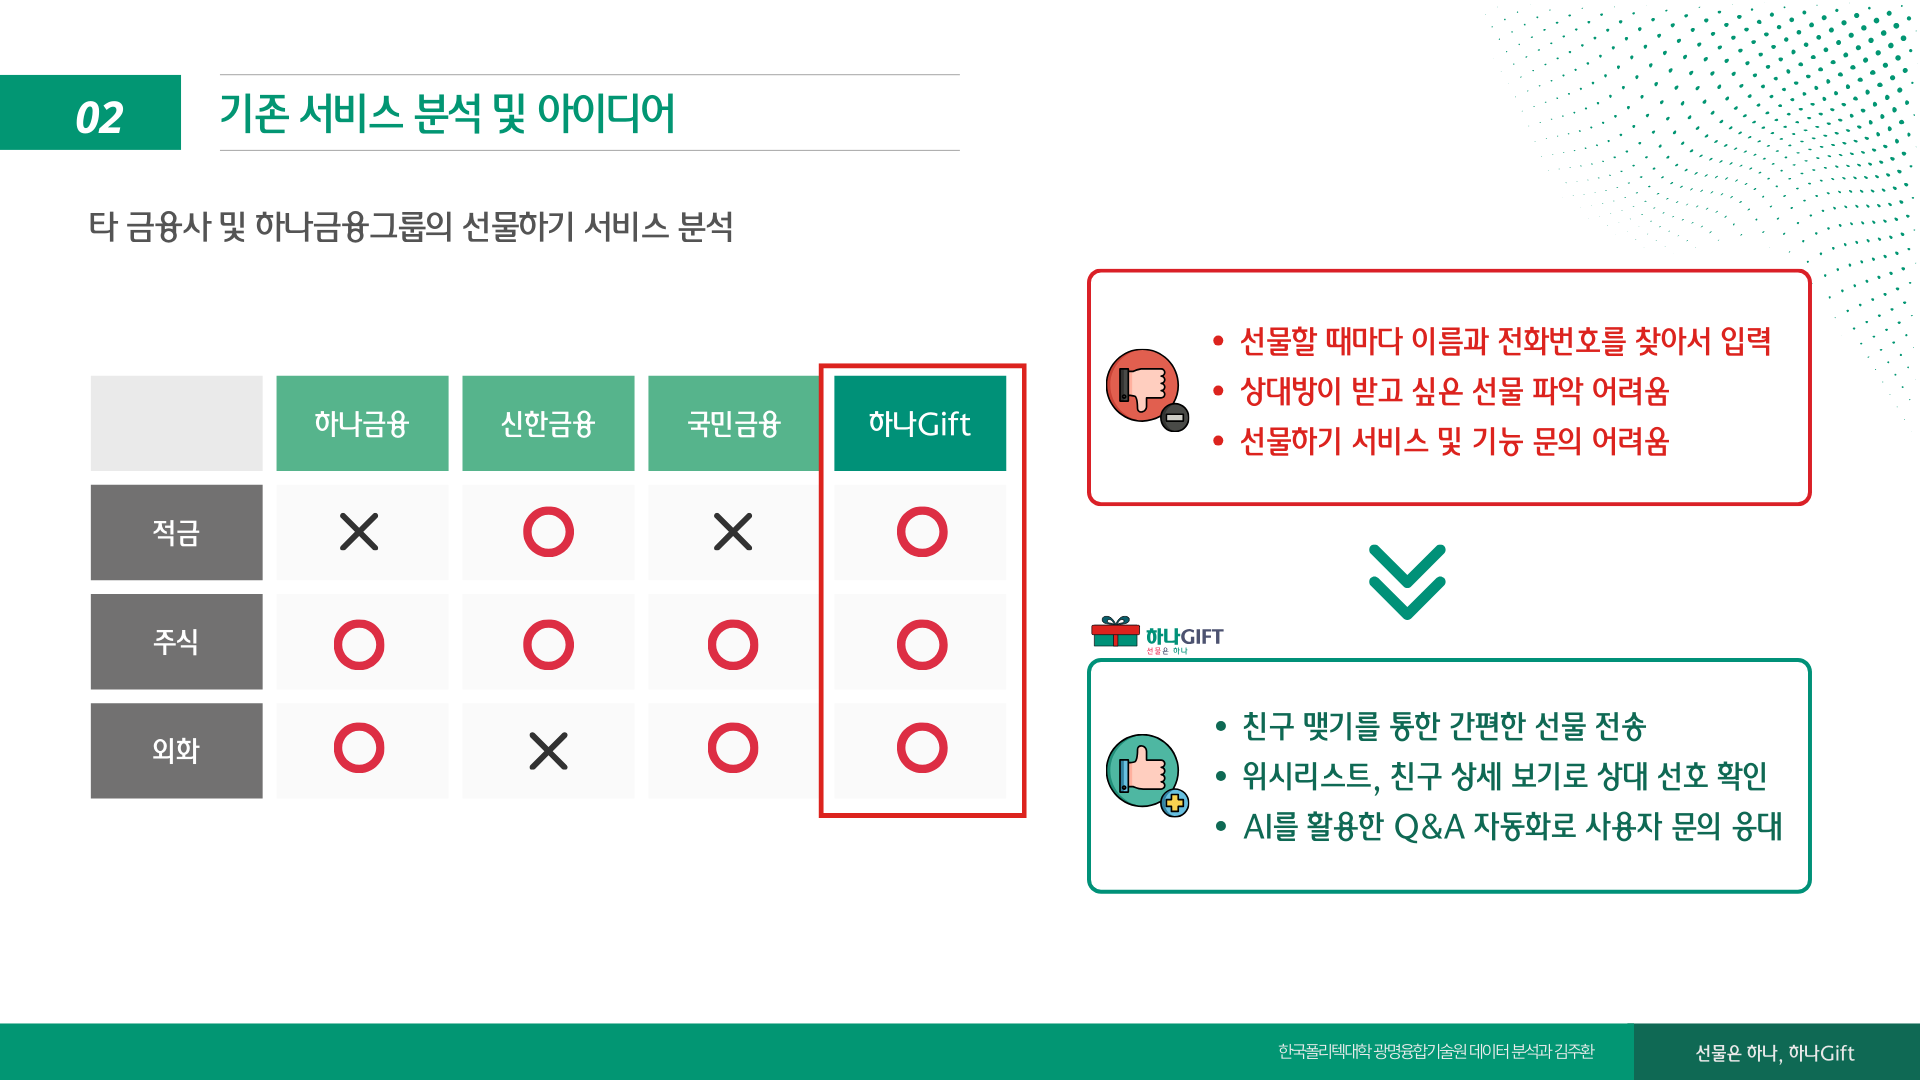 02
기존 서비스 분석 및 아이디어
타 금융사 및 하나금융그룹의 선물하기 서비스 분석
하나금융 신한금융 국민금융 하나Gift
적금
주식
외화
• 선물할 때마다 이름과 전화번호를 찾아서 입력
• 상대방이 받고 싶은 선물 파악 어려움
• 선물하기 서비스 및 기능 문의 어려움
하나GIFT
선물은 하나
• 친구 맺기를 통한 간편한 선물 전송
• 위시리스트, 친구 상세 보기로 상대 선호 확인
• AI를 활용한 Q&A 자동화로 사용자 문의 응대
한국폴리텍대학 광명융합기술원 데이터 분석과 김주환
선물은 하나, 하나Gift